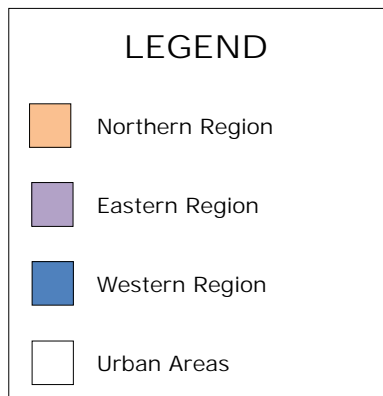 LEGEND
Northern Region
Eastern Region
Western Region
Urban Areas